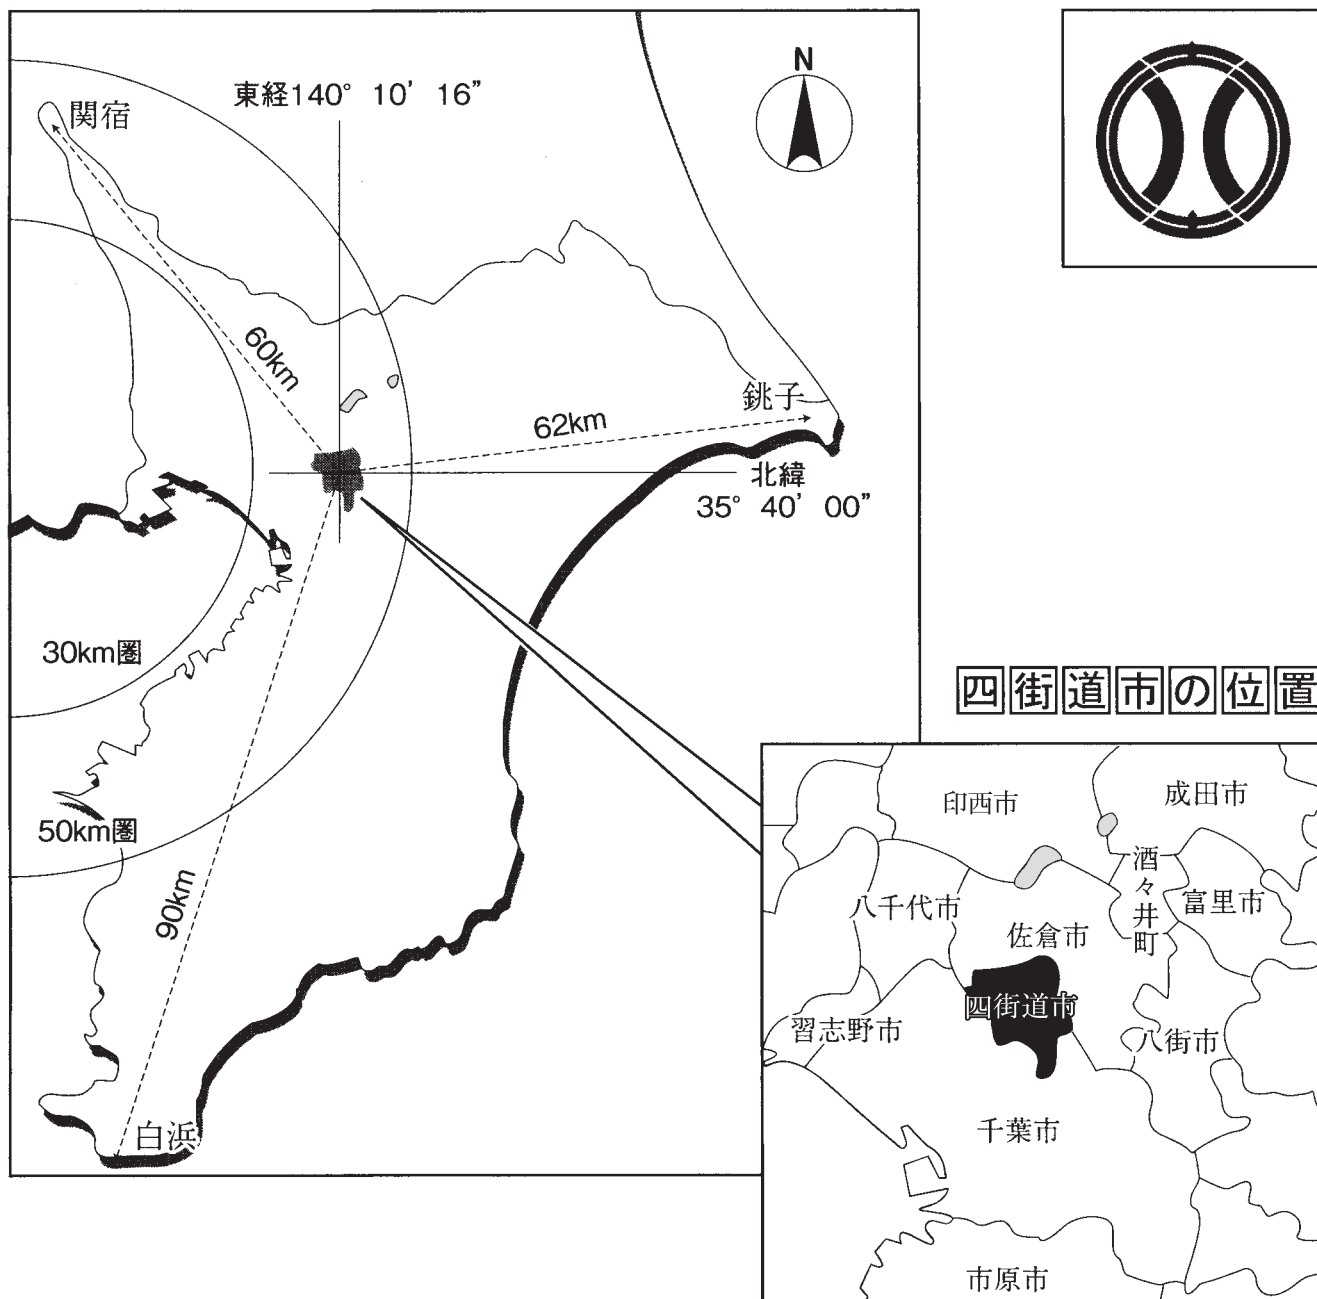 N
東経140° 10’ 16”
関宿
60km
銚子
62km
北緯
35° 40’ 00”
30km圏
50km圏
90km
白浜
四街道市の位置
印西市
成田市
酒々井町
富里市
八千代市
佐倉市
四街道市
習志野市
八街市
千葉市
市原市